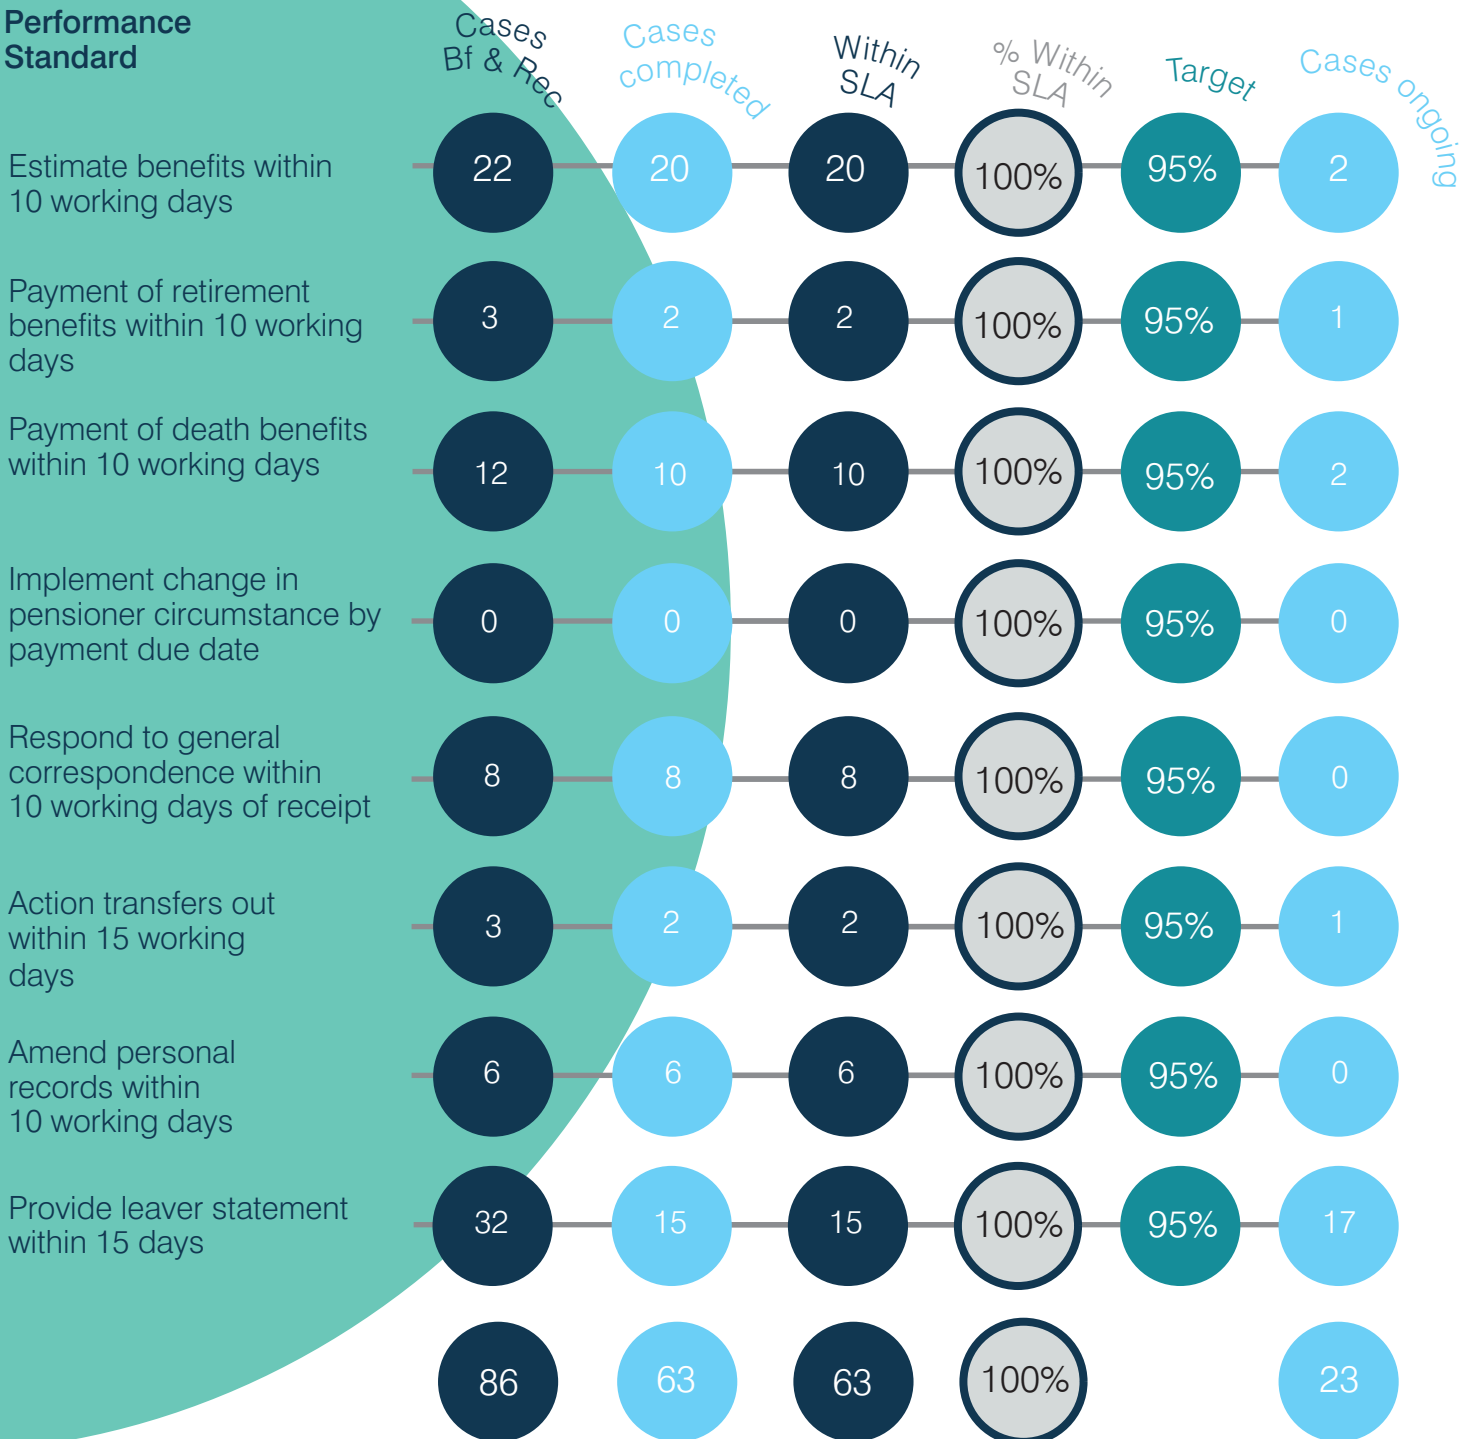 Performance
Standard
Cases
Bf & Rec
Cases
completed
Within
SLA
% Within
SLA
Target
Cases ongoing
Estimate benefits within
10 working days
22
20
20
100%
95%
2
Payment of retirement
benefits within 10 working
days
3
2
2
100%
95%
1
Payment of death benefits
within 10 working days
12
10
10
100%
95%
2
Implement change in
pensioner circumstance by
payment due date
0
0
0
100%
95%
0
Respond to general
correspondence within
10 working days of receipt
8
8
8
100%
95%
0
Action transfers out
within 15 working
days
3
2
2
100%
95%
1
Amend personal
records within
10 working days
6
6
6
100%
95%
0
Provide leaver statement
within 15 days
32
15
15
100%
95%
17
86
63
63
100%
23